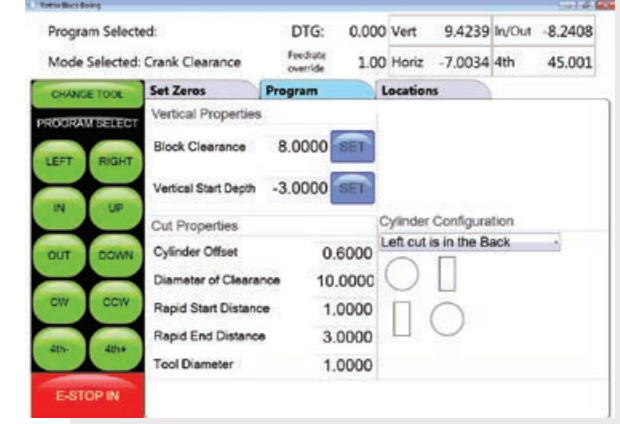 Rottler Block Boring
Program Selected: DTG: 0.000 Vert 9.4239 In/Out -8.2408
Mode Selected: Crank Clearance Feedrate override 1.00 Horiz -7.0034 4th 45.001
CHANGE TOOL Set Zeros Program Locations
PROGRAM SELECT Vertical Properties
LEFT RIGHT Block Clearance 8.0000 SET
IN UP Vertical Start Depth -3.0000 SET
Cut Properties Cylinder Configuration
OUT DOWN Cylinder Offset 0.6000 Left cut is in the Back
Diameter of Clearance 10.0000
CW CCW Rapid Start Distance 1.0000
4th- 4th+ Rapid End Distance 3.0000
Tool Diameter 1.0000
E-STOP IN